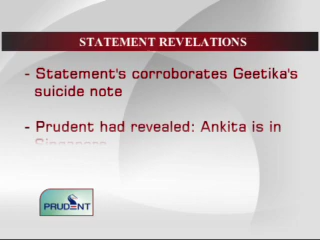 STATEMENT REVELATIONS
- Statement's corroborates Geetika's
suicide note
- Prudent had revealed: Ankita is in
PRUDENT